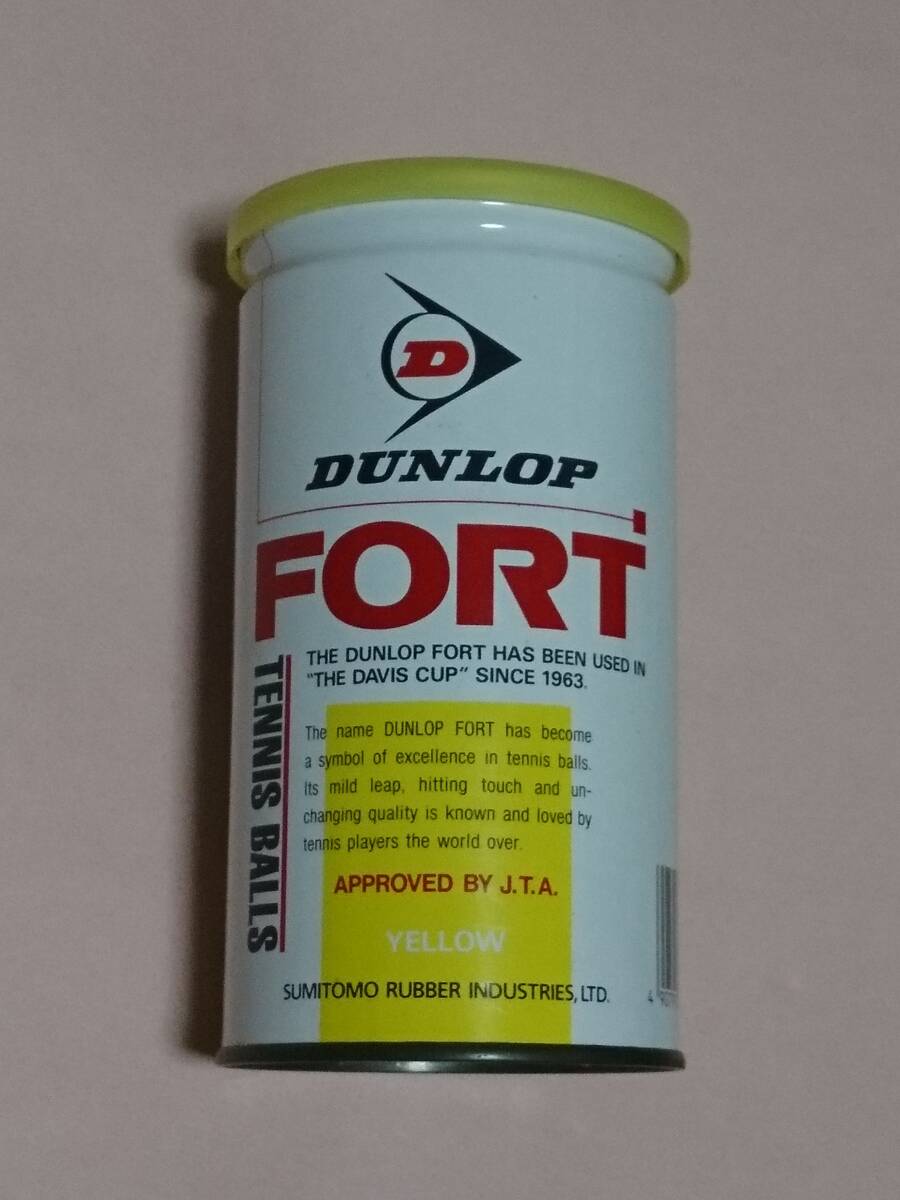 D
DUNLOP
FORT
TENNIS BALLS
THE DUNLOP FORT HAS BEEN USED IN
"THE DAVIS CUP" SINCE 1963.
The name DUNLOP FORT has become
a symbol of excellence in tennis balls.
Its mild leap, hitting touch and un-
changing quality is known and loved by
tennis players the world over.
APPROVED BY J.T.A.
YELLOW
SUMITOMO RUBBER INDUSTRIES, LTD.